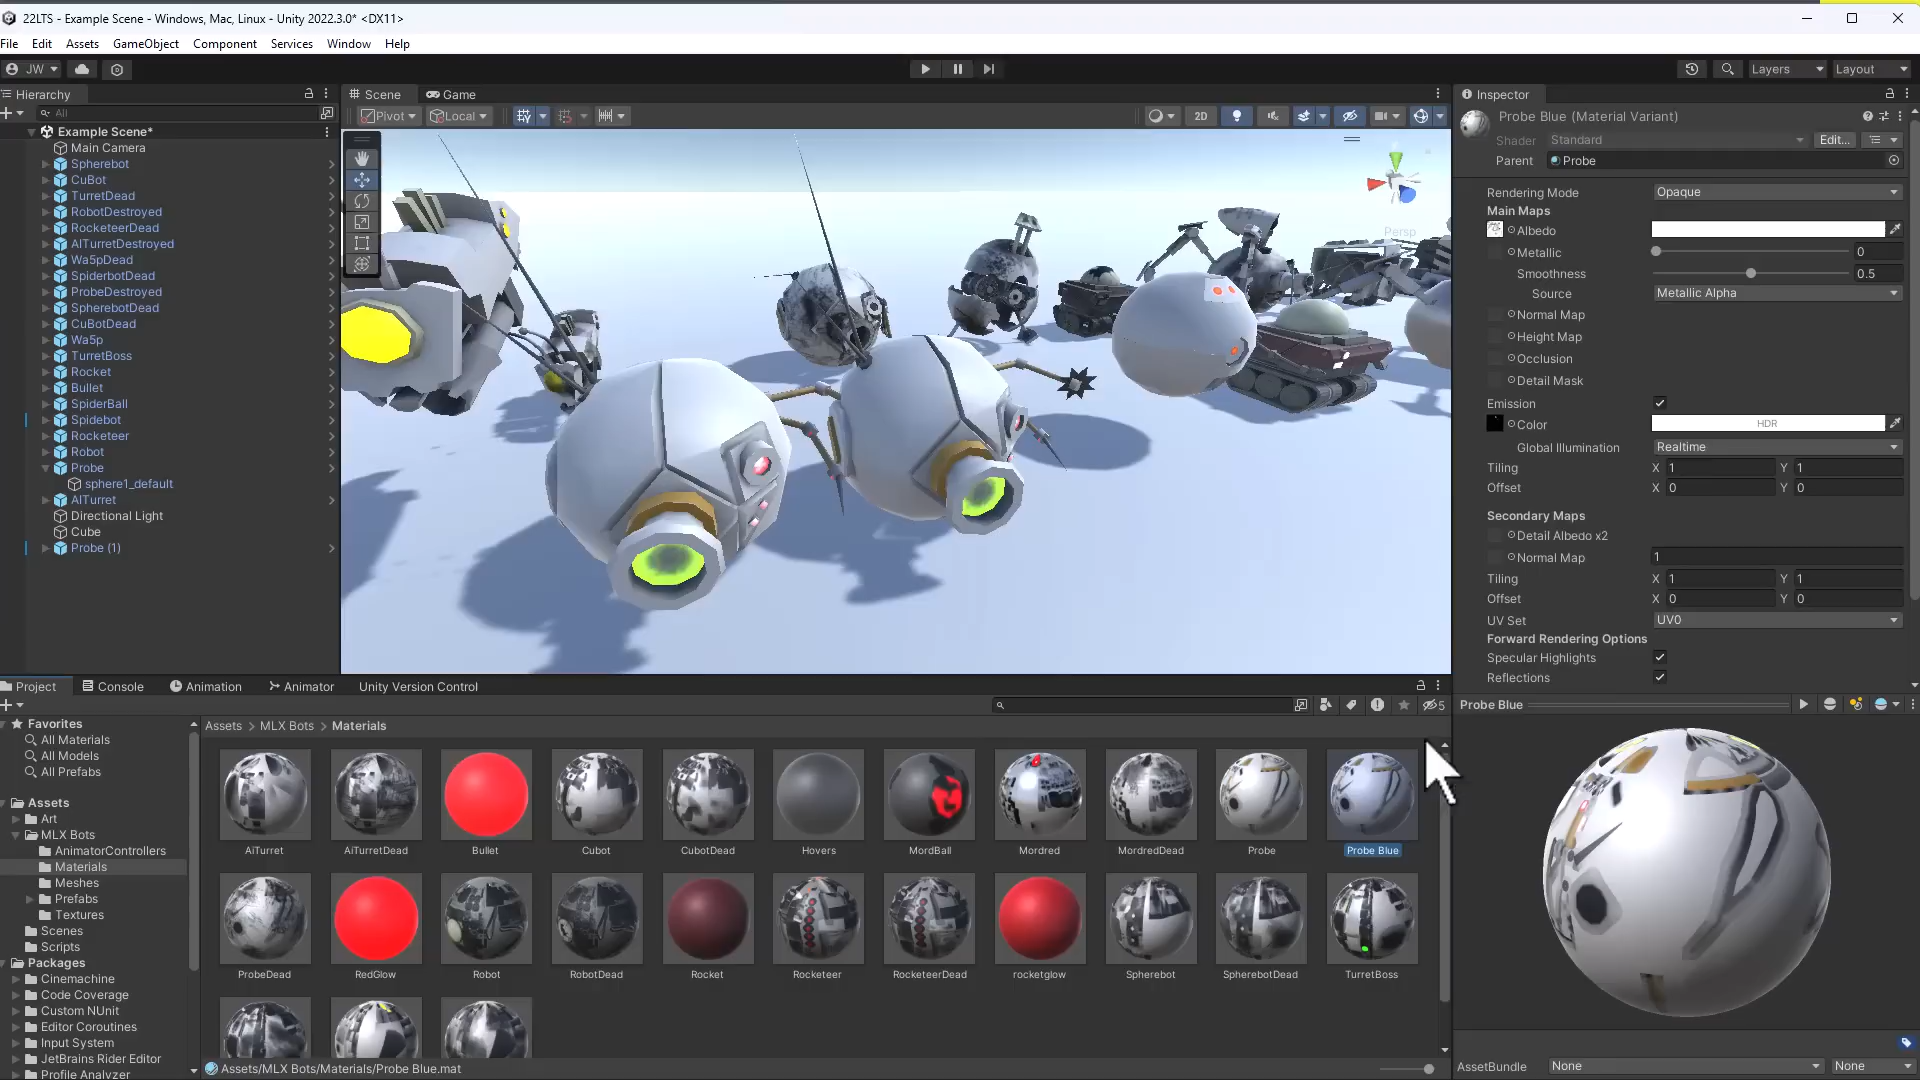 22LTS - Example Scene - Windows, Mac, Linux - Unity 2022.3.0* <DX11>
File Edit Assets GameObject Component Services Window Help
JW
Layers Layout
Hierarchy
All
Example Scene*
Main Camera
Spherebot
CuBot
TurretDead
RobotDestroyed
RocketeerDead
AITurretDestroyed
Wa5pDead
SpiderbotDead
ProbeDestroyed
SpherebotDead
CuBotDead
Wa5p
TurretBoss
Rocket
Bullet
SpiderBall
Spidebot
Rocketeer
Robot
Probe
sphere1_default
AITurret
Directional Light
Cube
Probe (1)
Scene Game
Pivot Local
2D
Persp
Inspector
Probe Blue (Material Variant)
Shader Standard Edit...
Parent Probe
Rendering Mode Opaque
Main Maps
Albedo
Metallic 0
Smoothness 0.5
Source Metallic Alpha
Normal Map
Height Map
Occlusion
Detail Mask
Emission
Color HDR
Global Illumination Realtime
Tiling X 1 Y 1
Offset X 0 Y 0
Secondary Maps
Detail Albedo x2
Normal Map 1
Tiling X 1 Y 1
Offset X 0 Y 0
UV Set UV0
Forward Rendering Options
Specular Highlights
Reflections
Probe Blue
AssetBundle None None
Project Console Animation Animator Unity Version Control
5
Favorites
All Materials
All Models
All Prefabs
Assets
Art
MLX Bots
AnimatorControllers
Materials
Meshes
Prefabs
Textures
Scenes
Scripts
Packages
Cinemachine
Code Coverage
Custom NUnit
Editor Coroutines
Input System
JetBrains Rider Editor
Profile Analyzer
Assets > MLX Bots > Materials
AiTurret AiTurretDead Bullet Cubot CubotDead Hovers MordBall Mordred MordredDead Probe Probe Blue
ProbeDead RedGlow Robot RobotDead Rocket Rocketeer RocketeerDead rocketglow Spherebot SpherebotDead TurretBoss
Assets/MLX Bots/Materials/Probe Blue.mat